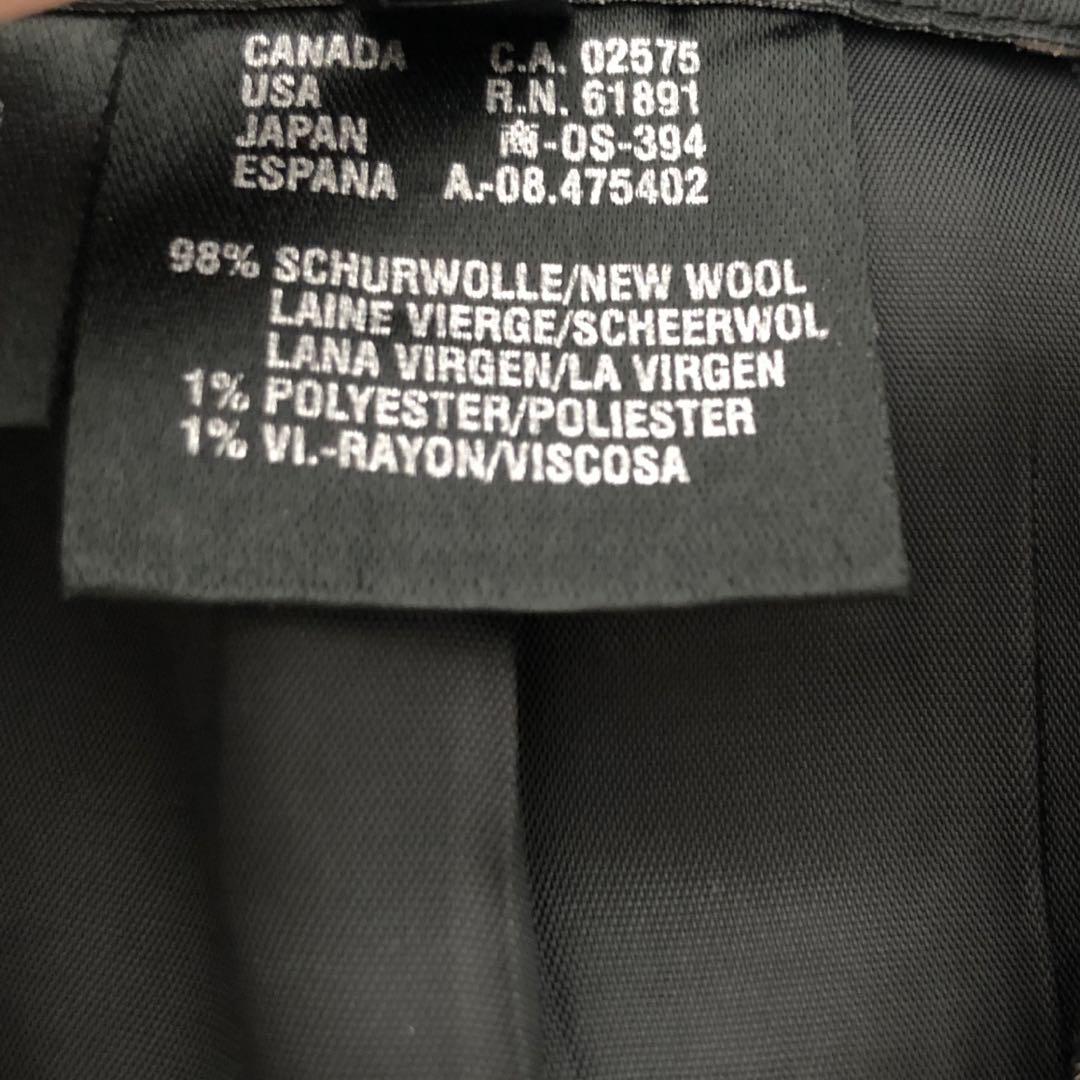 CANADA C.A. 02575
USA R.N. 61891
JAPAN -OS-394
ESPANA A.-08.475402
98% SCHURWOLLE/NEW WOOL
LAINE VIERGE/SCHEERWOL
LANA VIRGEN/LA VIRGEN
1% POLYESTER/POLIESTER
1% VI.-RAYON/VISCOSA